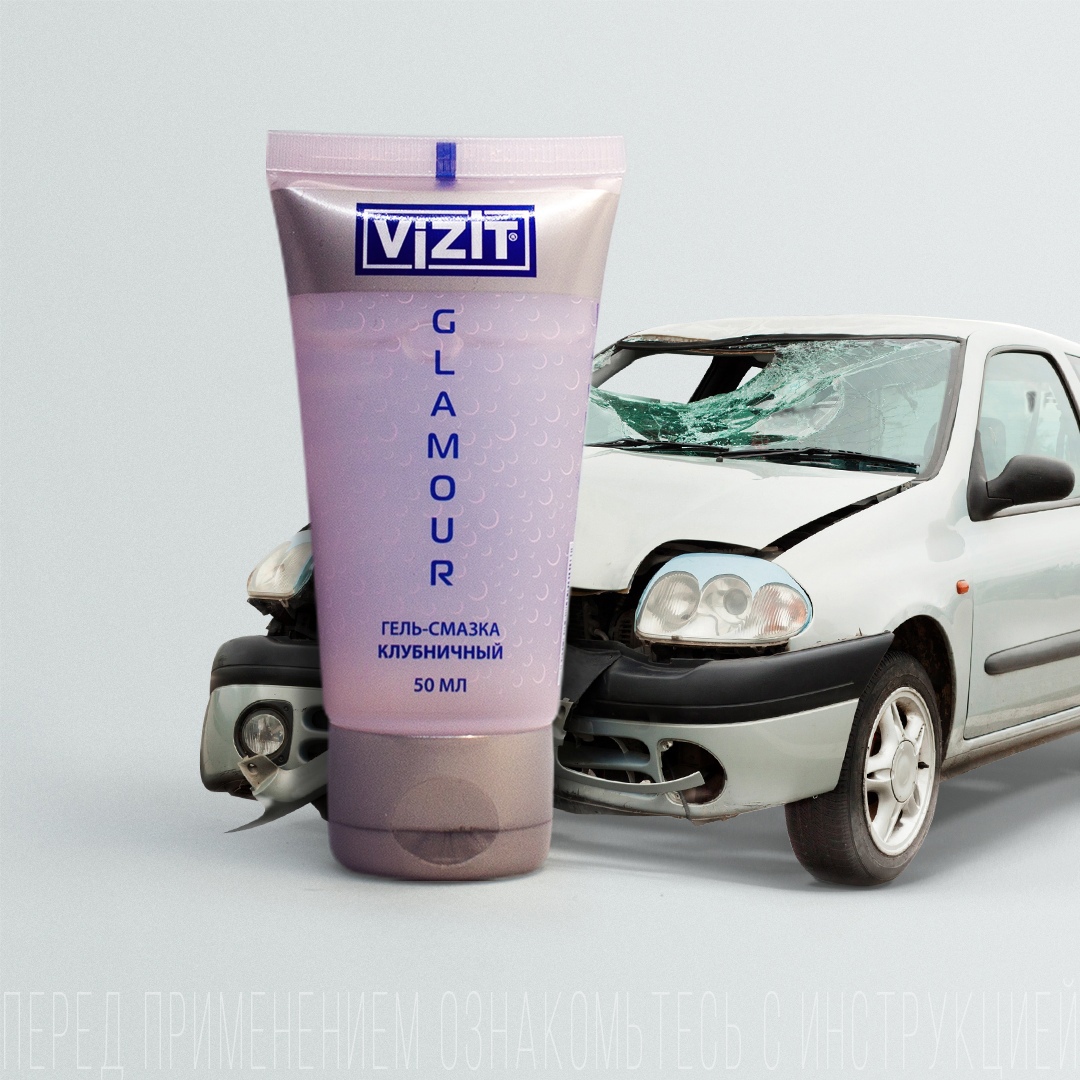 ViZiT®
GLAMOUR
ГЕЛЬ-СМАЗКА
КЛУБНИЧНЫЙ
50 МЛ
ПЕРЕД ПРИМЕНЕНИЕМ ОЗНАКОМЬТЕСЬ С ИНСТРУКЦИЕЙ